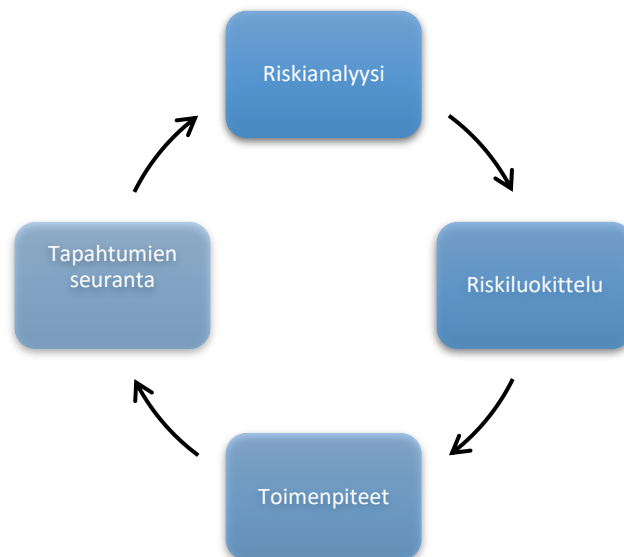 Riskianalyysi
Riskiluokittelu
Toimenpiteet
Tapahtumien
seuranta